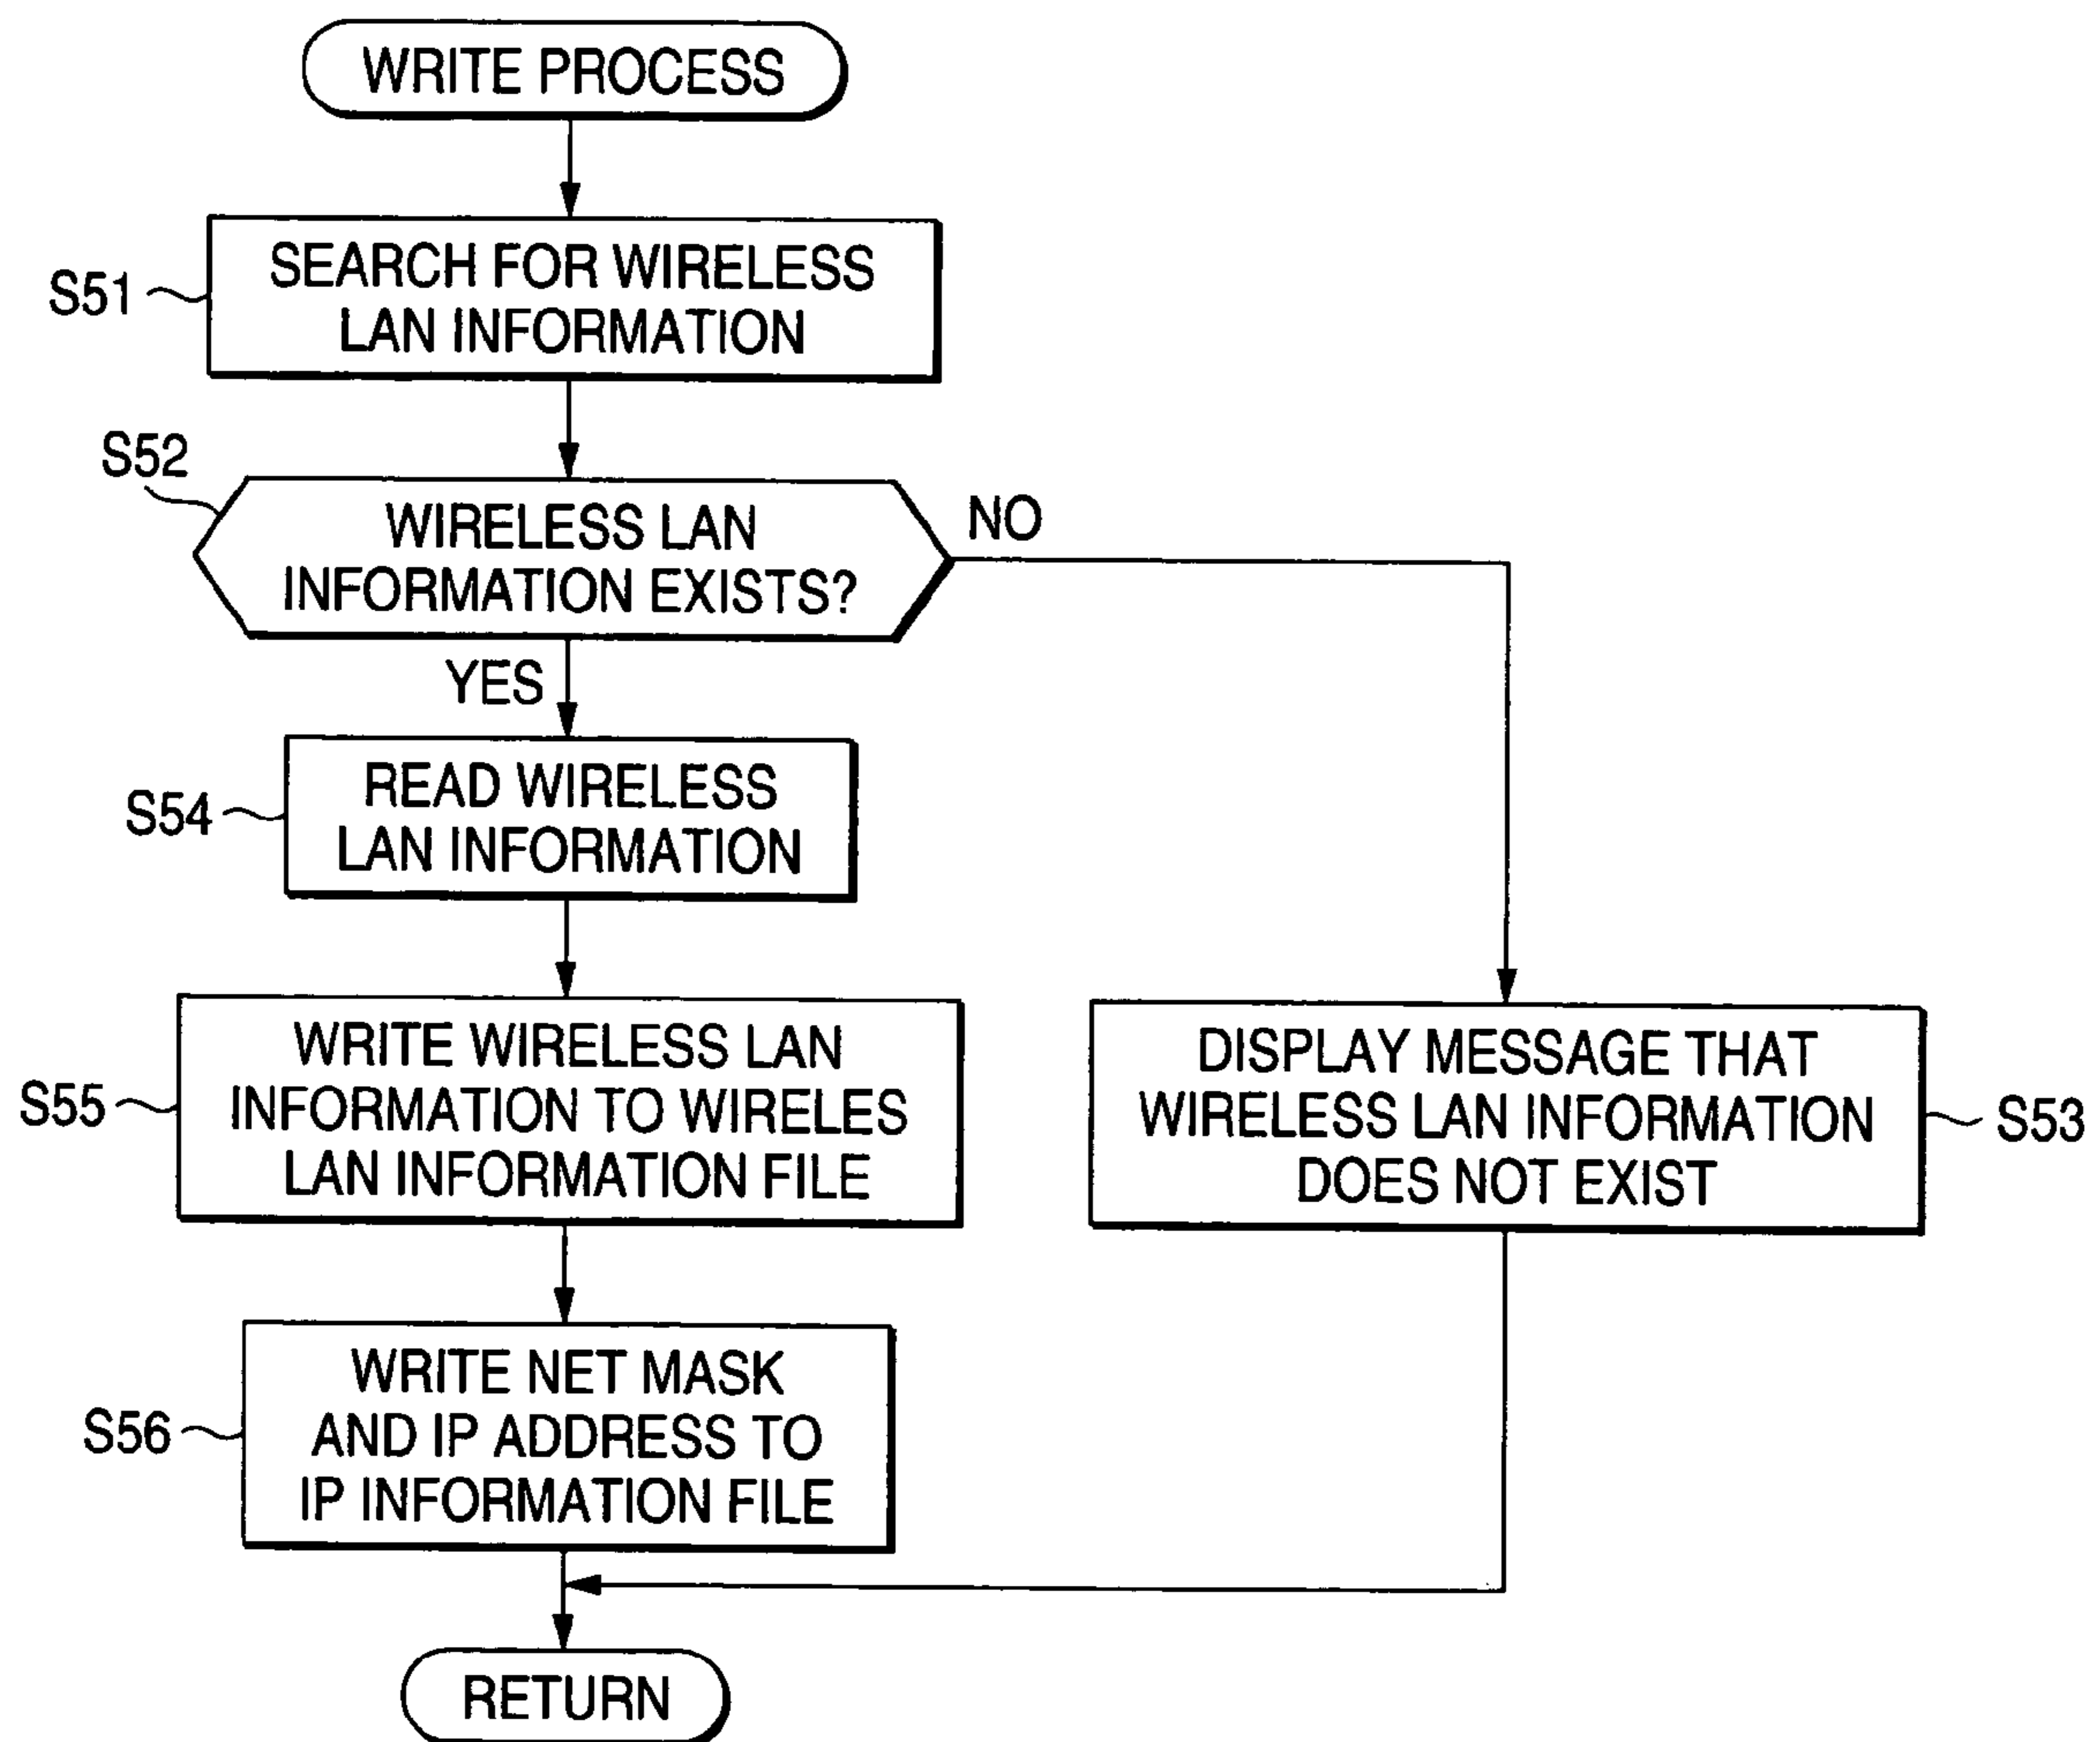 WRITE PROCESS
S51
SEARCH FOR WIRELESS
LAN INFORMATION
S52
WIRELESS LAN
INFORMATION EXISTS?
NO
YES
S54
READ WIRELESS
LAN INFORMATION
S55
WRITE WIRELESS LAN
INFORMATION TO WIRELES
LAN INFORMATION FILE
DISPLAY MESSAGE THAT
WIRELESS LAN INFORMATION
DOES NOT EXIST
S53
S56
WRITE NET MASK
AND IP ADDRESS TO
IP INFORMATION FILE
RETURN